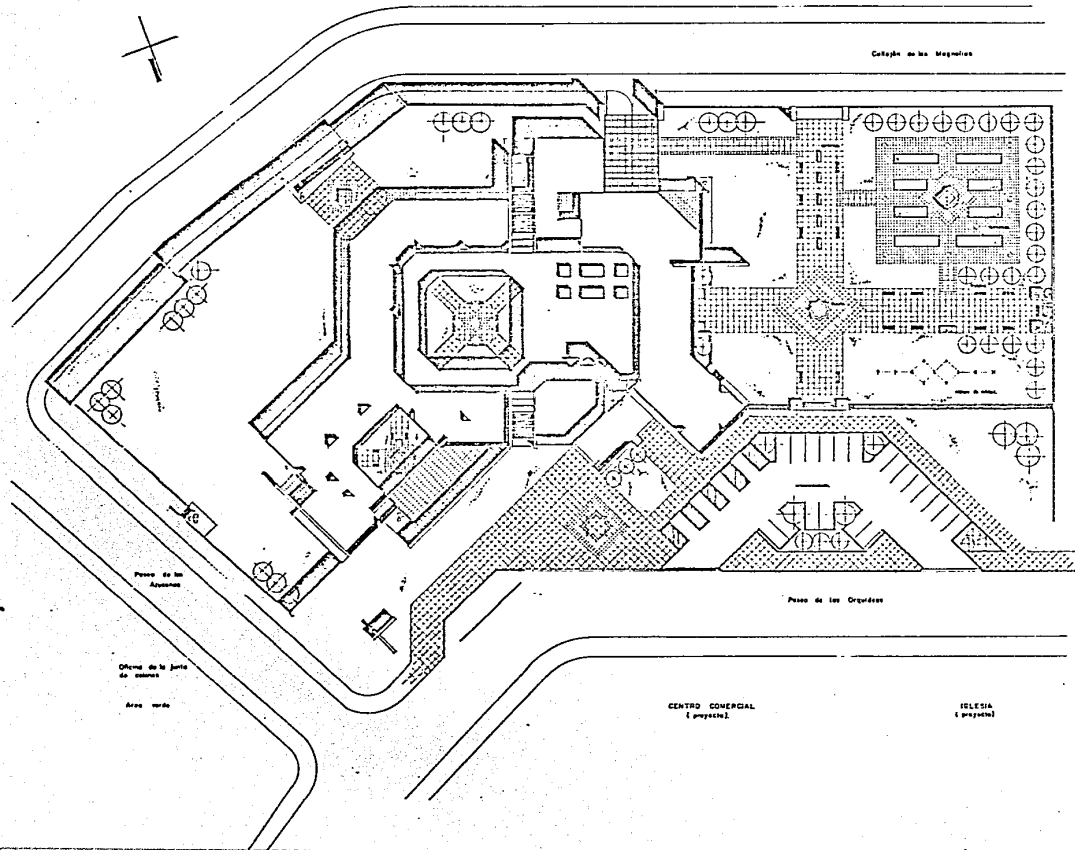 Callejón de las Magnolias
Paseo de las
Azucenas
Paseo de las Orquídeas
Oficina de la junta
de colonos
Area verde
CENTRO COMERCIAL
( proyecto)
IGLESIA
( proyecto)